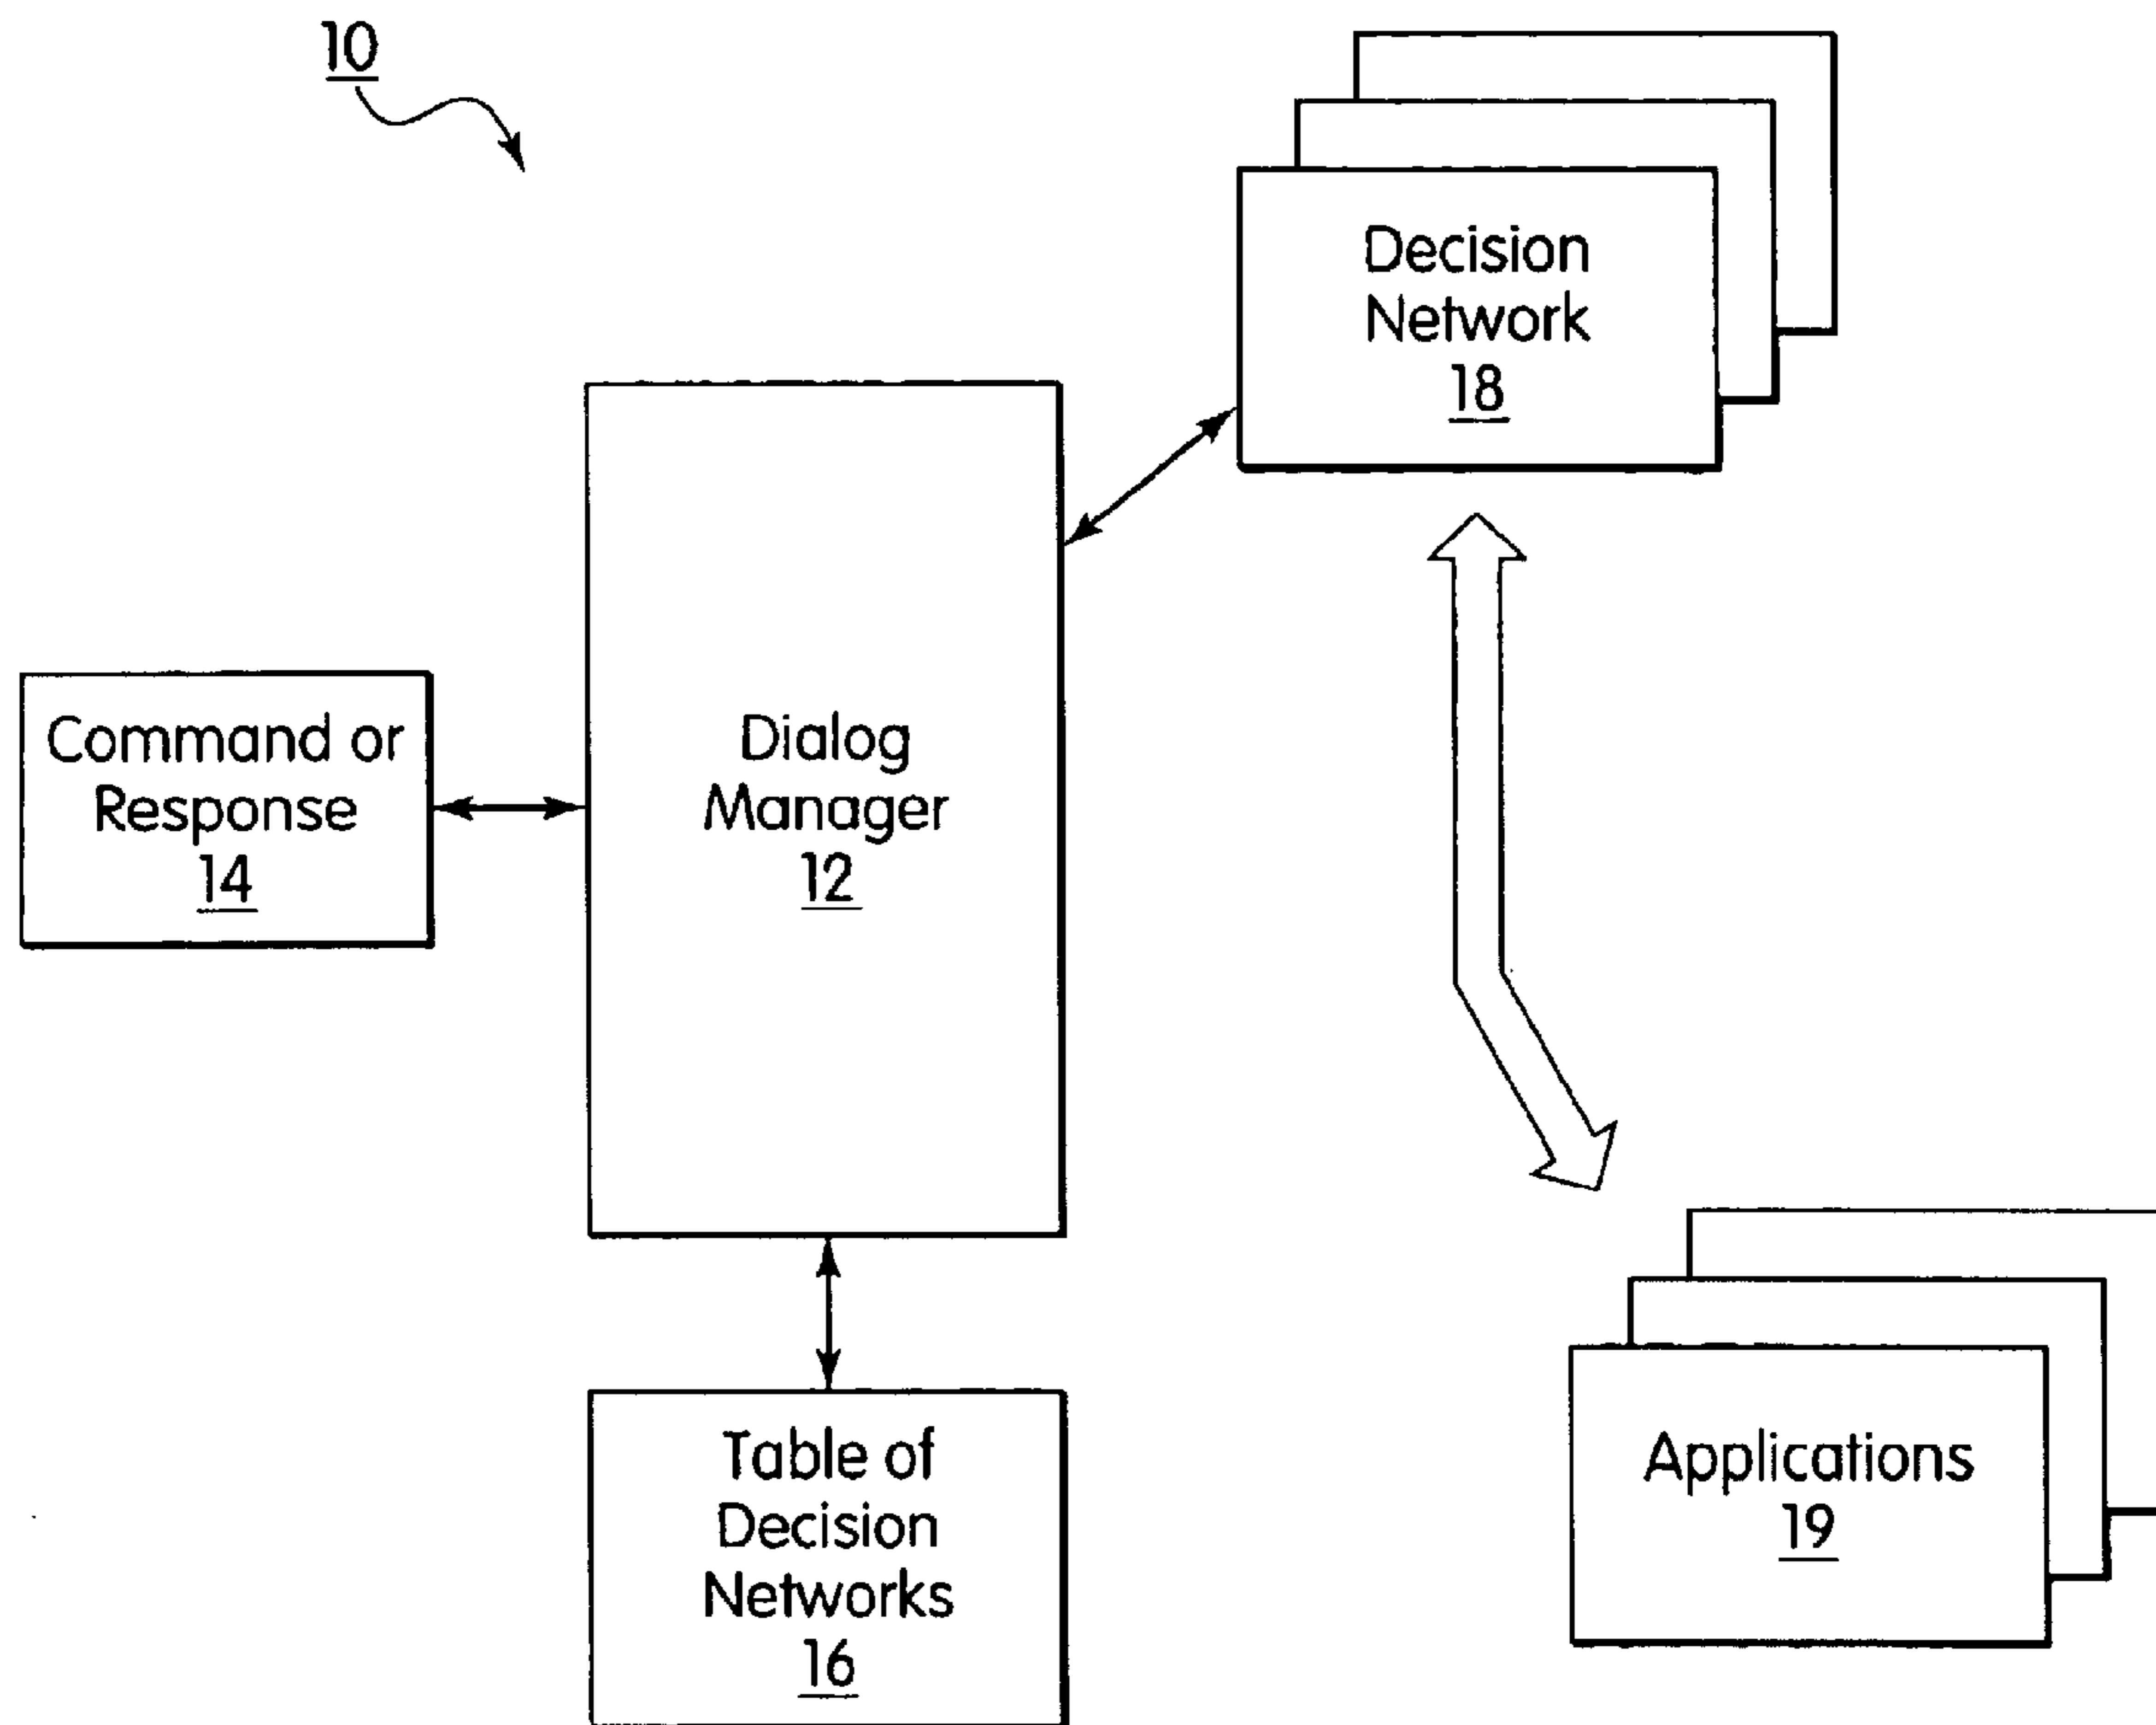 10
Decision
Network
18
Dialog
Manager
12
Command or
Response
14
Table of
Decision
Networks
16
Applications
19